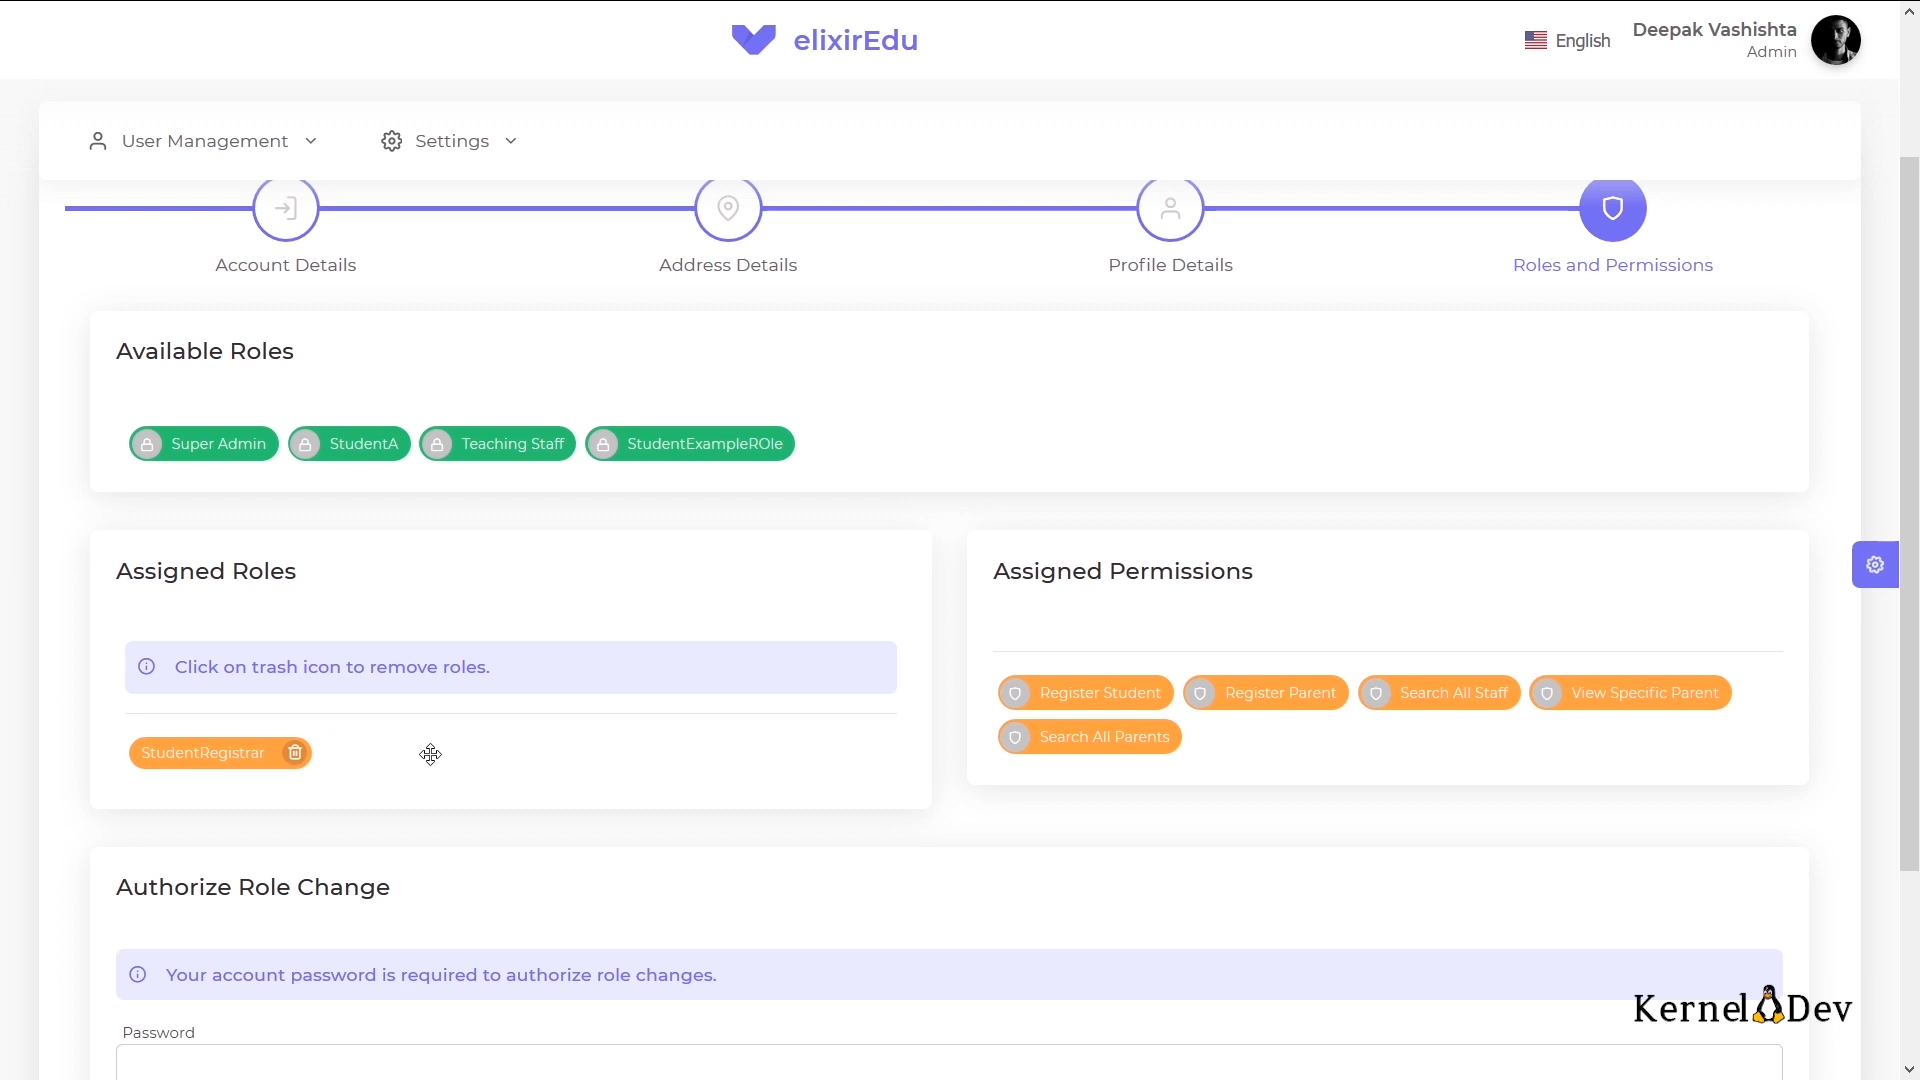 elixirEdu
English
Deepak Vashishta
Admin
User Management
Settings
Account Details
Address Details
Profile Details
Roles and Permissions
Available Roles
Super Admin
StudentA
Teaching Staff
StudentExampleROle
Assigned Roles
Click on trash icon to remove roles.
StudentRegistrar
Assigned Permissions
Register Student
Register Parent
Search All Staff
View Specific Parent
Search All Parents
Authorize Role Change
Your account password is required to authorize role changes.
Password
Kernel Dev